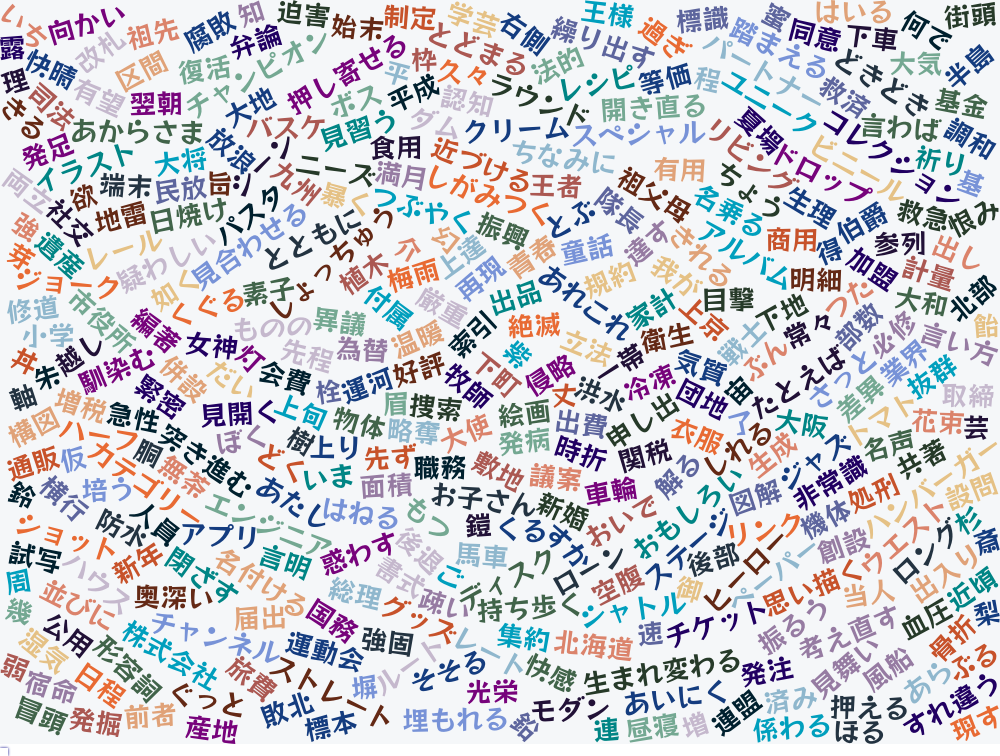 いち
向かい
改札
祖先
腐敗
知
弁論
迫害
始末
制定
学芸
右側
繰り出す
王様
過ぎ
標識
蜜
同意
はいる
下車
何で
街頭
露
快晴
区間
復活
チャンピオン
押し寄せる
枠
とどまる
久々
法的
レシピ
等価
程
パートナー
踏まえる
救済
どきどき
大気
半島
理
司法
有望
翌朝
大地
ボス
平
平成
認知
ラウンド
開き直る
ユニーク
コレクション
言わば
基金
調和
きる
発足
あからさま
放浪
バスケ
見習う
ダム
クリーム
スペシャル
リビング
夏場
ドロップ
ビニール
祈り
基
イラスト
大将
シーン
ニーズ
食用
近づける
ちなみに
有用
ちょう
両立
欲
端末
民放
旨
九州
暴く
満月
しがみつく
王者
祖父母
名乗る
生理
伯爵
救急
恨み
社交
地雷
日焼け
パスタ
つぶやく
とぶ
隊長
強
遺産
レール
疑わしい
見合わせる
とともに
振興
童話
達
アルバム
商用
得
参列
出し
芽
ジョーク
如く
くぐる
素子
植木
梅雨
上達
青春
再現
規約
我が
明細
加盟
計量
修道
市役所
編著
ものの
異議
付属
厳重
出品
あれこれ
家計
上京
目撃
下地
つた
大和
北部
小学
女神
灯
先程
為替
温暖
索引
絶滅
立法
衛生
戦士
常々
部数
必修
言い方
飴
丼
朱
越し
馴染む
併設
だい
会費
栓
運河
好評
牧師
紫
下町
侵略
一帯
気質
ぶん
さっと
業界
抜群
軸
緊密
見開く
上旬
眉
捜索
丈
洪水
冷凍
団地
宙
たとえば
差異
取締
構図
増税
急性
ぼく
樹
上り
物体
略奪
大使
絵画
出費
申し出
了
大阪
トマト
花束
芸
通販
仮
ハーフ
胴
突き進む
どく
いま
先ず
職務
発病
時折
関税
衣服
しれる
生成
ジャズ
名声
共著
鈴
横行
培う
カテゴリー
無茶
あたし
面積
敷地
議案
車輪
解る
おもしろい
図解
非常識
処刑
ハンバーガー
設問
ショット
防水
人員
アプリ
エンジニア
はねる
もつ
お子さん
新婚
鎧
くるす
おいて
ステージ
リンク
機体
創設
ウエスト
杉
試写
ハウス
新年
閉ざす
名付ける
言明
惑わす
後退
馬車
ディスク
か
ローン
空腹
後部
ヒーロー
ペーパー
思い描く
ロング
斎
周
並びに
奥深い
届出
国務
総理
書式
ご
疎い
持ち歩く
シャトル
御
チケット
当人
出入り
近頃
幾
公用
株式会社
チャンネル
運動会
強固
グッズ
レート
集約
北海道
速
振るう
考え直す
血圧
梨
湿気
形容詞
旅費
ストレート
塀
ルート
そそる
快感
生まれ変わる
発注
見舞い
風船
骨折
弱
宿命
日程
ぐっと
敗北
光栄
モダン
あいにく
連盟
済み
押える
あら
ぶる
冒頭
発掘
前者
産地
標本
埋もれる
鉛
連
昼寝
増
係わる
ほる
すれ違う
現す